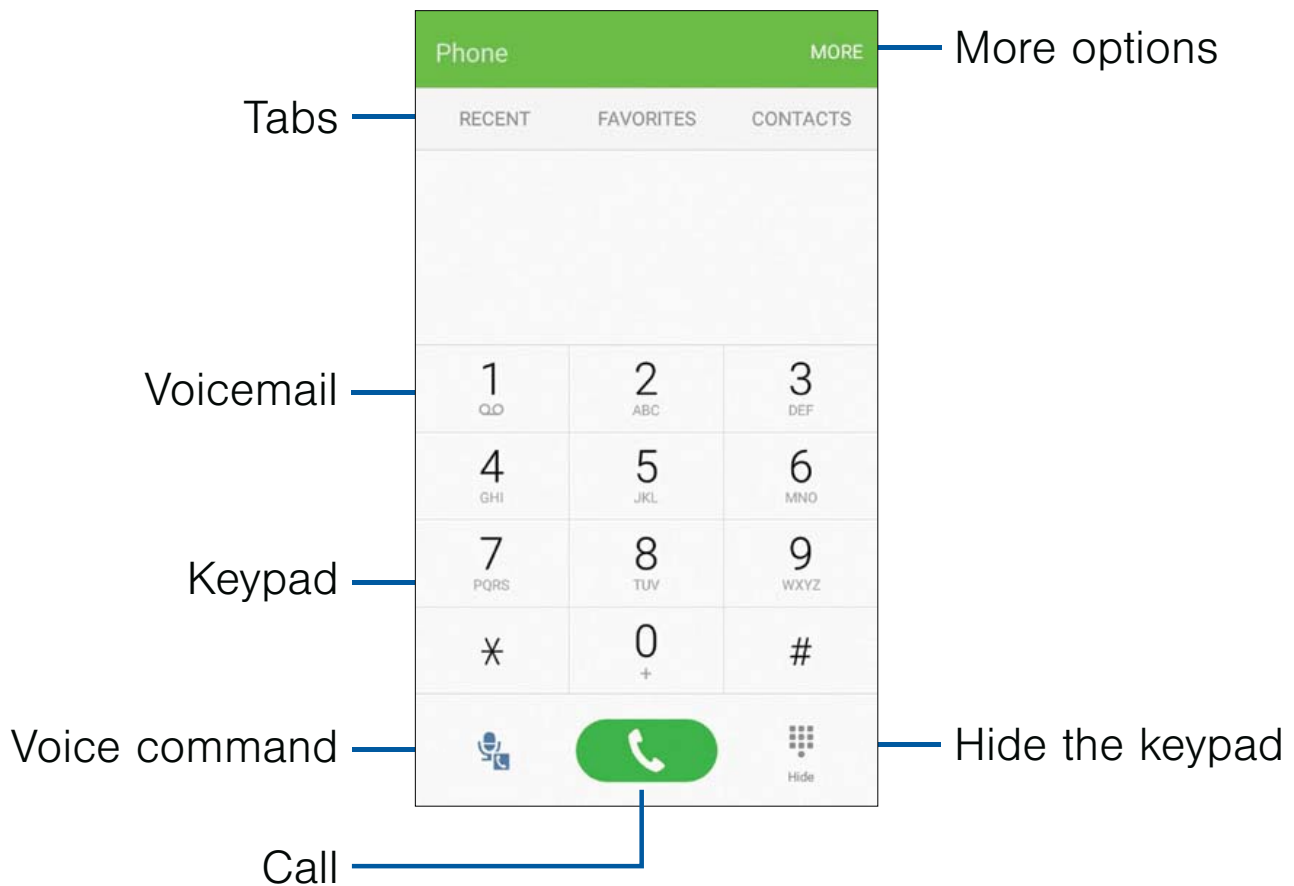 Phone MORE More options
Tabs RECENT FAVORITES CONTACTS
Voicemail 1 2 3
ABC DEF
4 5 6
GHI JKL MNO
Keypad 7 8 9
PQRS TUV WXYZ
* 0 #
+
Voice command Hide Hide the keypad
Call